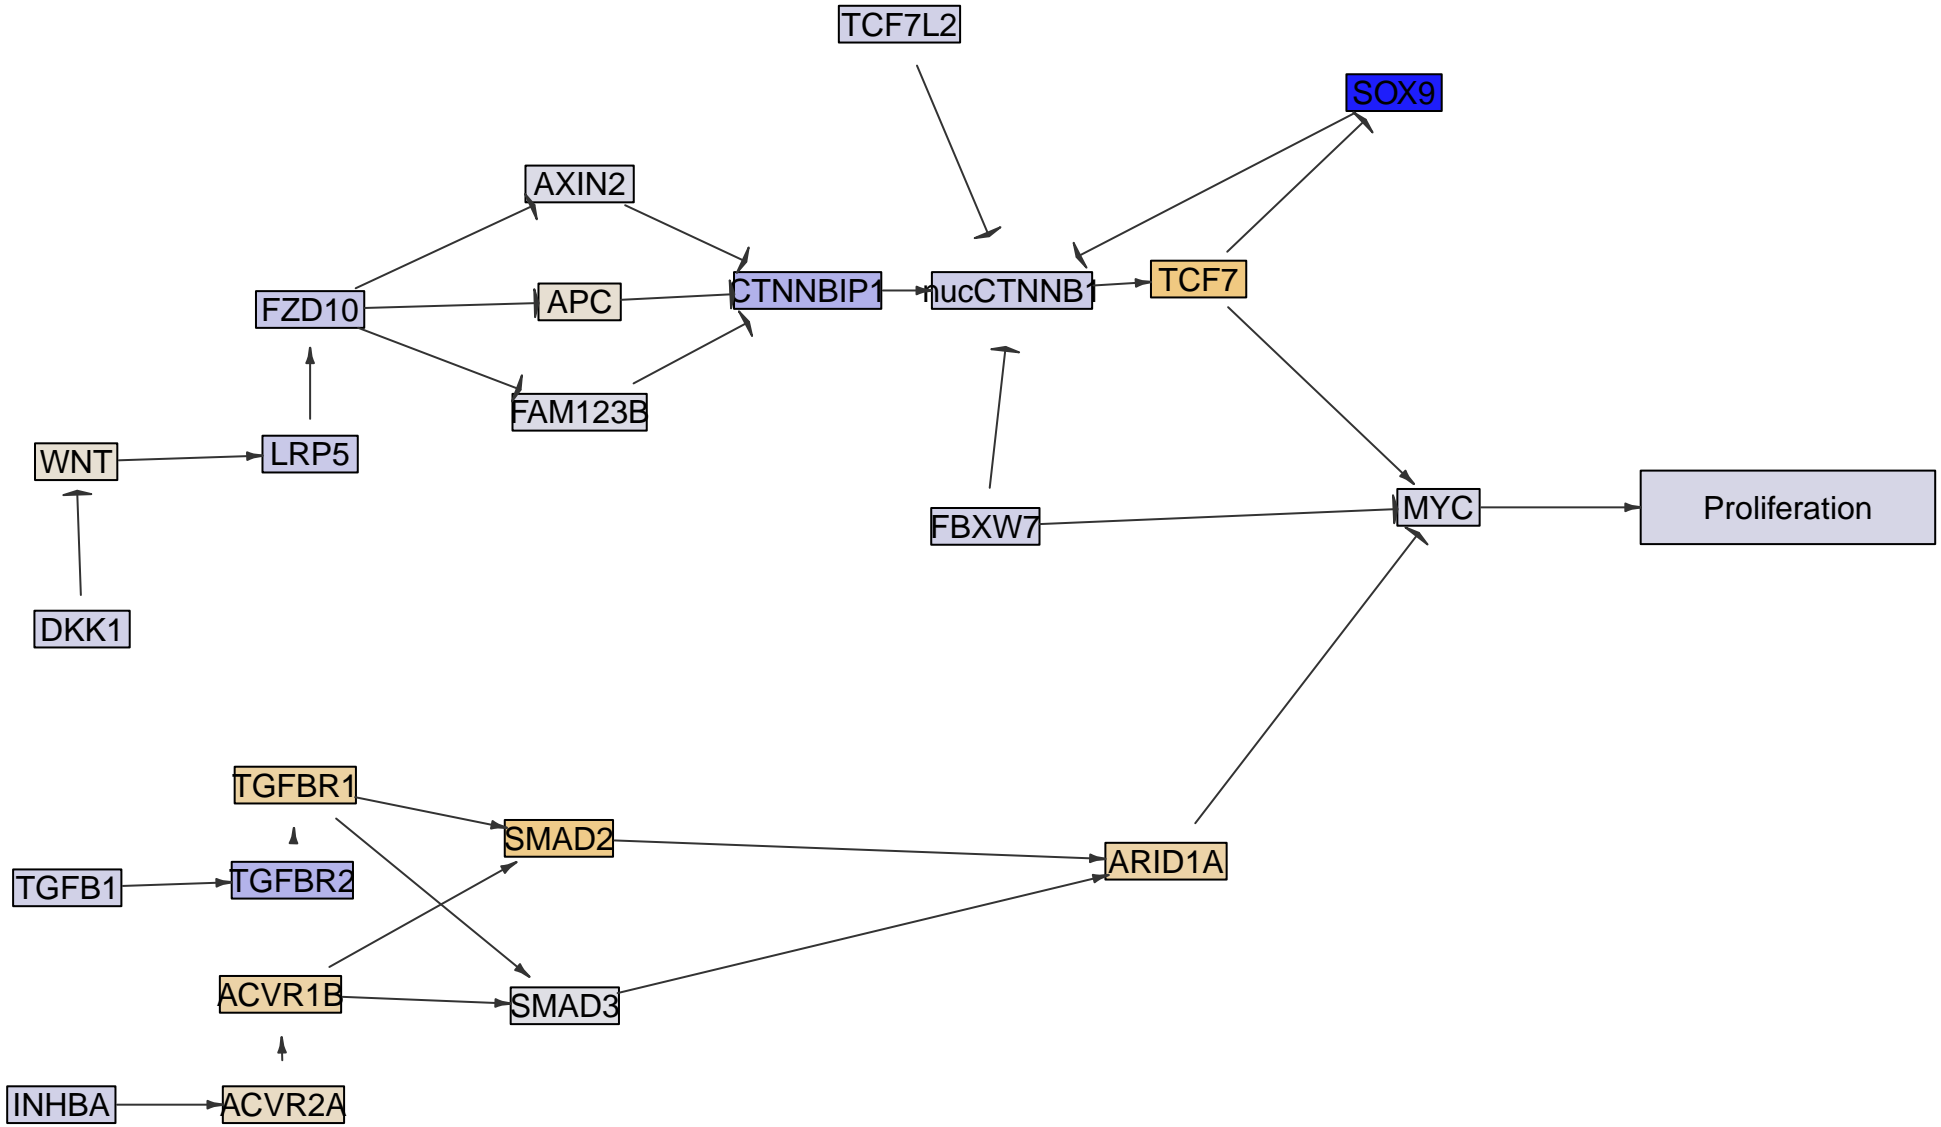 TCF7L2
SOX9
AXIN2
TCF7
CTNNBIP1
nucCTNNB1
APC
FZD10
FAM123B
LRP5
WNT
MYC
Proliferation
FBXW7
DKK1
TGFBR1
SMAD2
ARID1A
TGFBR2
TGFB1
ACVR1B
SMAD3
INHBA
ACVR2A